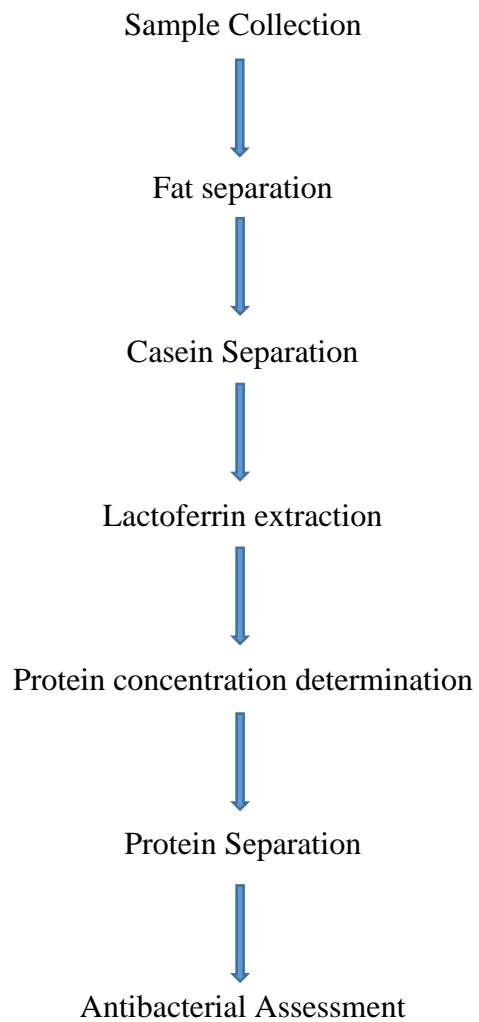 Sample Collection
Fat separation
Casein Separation
Lactoferrin extraction
Protein concentration determination
Protein Separation
Antibacterial Assessment